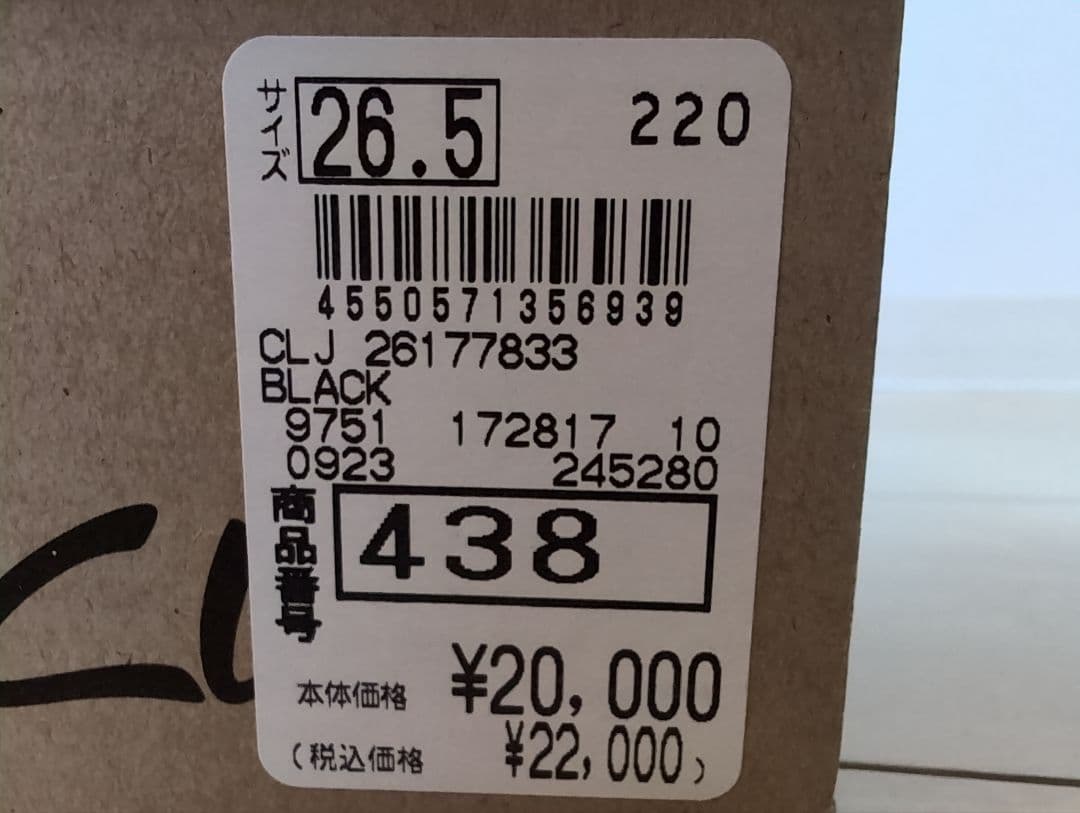 サイズ 26.5 220
4550571356939
CLJ 26177833
BLACK
9751 172817 10
0923 245280
商品番号 438
本体価格 ¥20,000
(税込価格 ¥22,000)